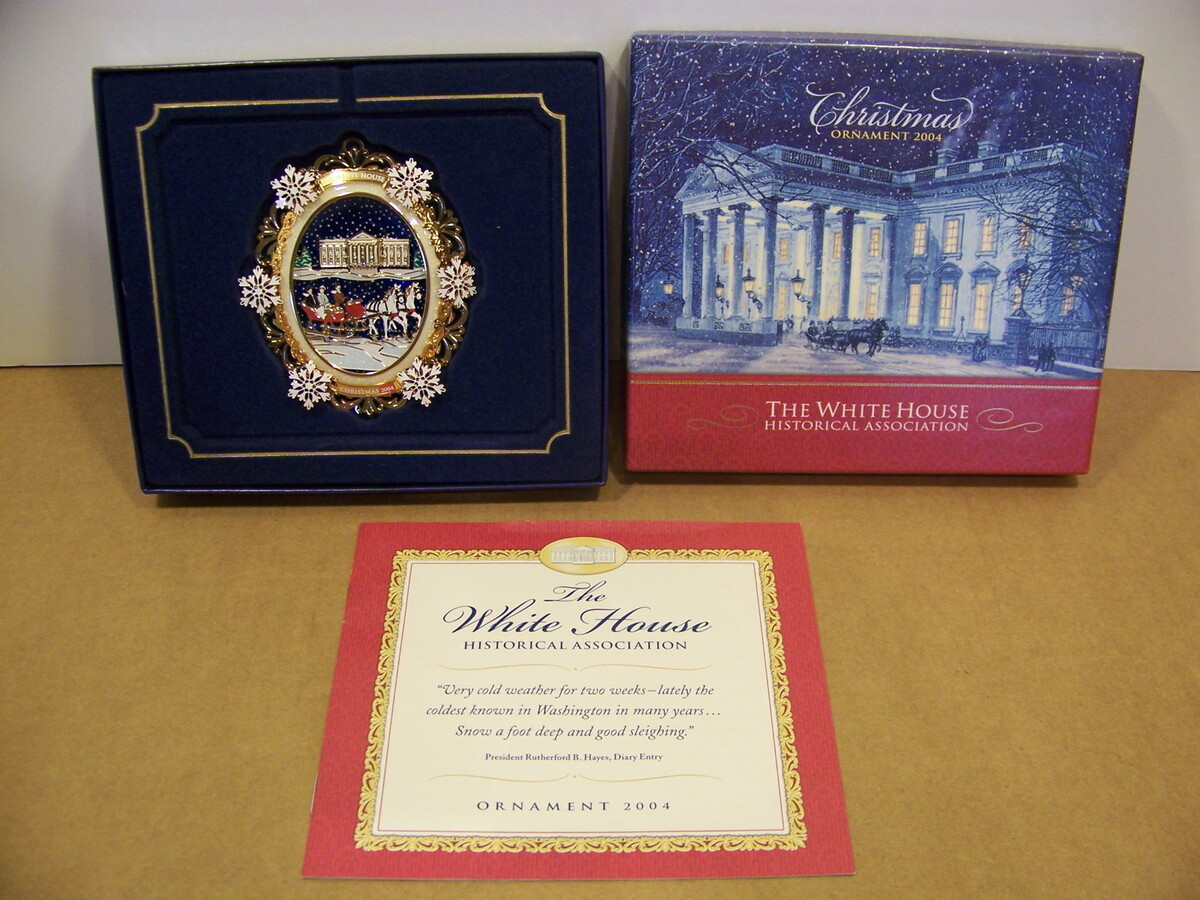 WHITE HOUSE
CHRISTMAS 2004
Christmas
ORNAMENT 2004
THE WHITE HOUSE
HISTORICAL ASSOCIATION
The
White House
HISTORICAL ASSOCIATION
“Very cold weather for two weeks—lately the
coldest known in Washington in many years...
Snow a foot deep and good sleighing.”
President Rutherford B. Hayes, Diary Entry
ORNAMENT 2004